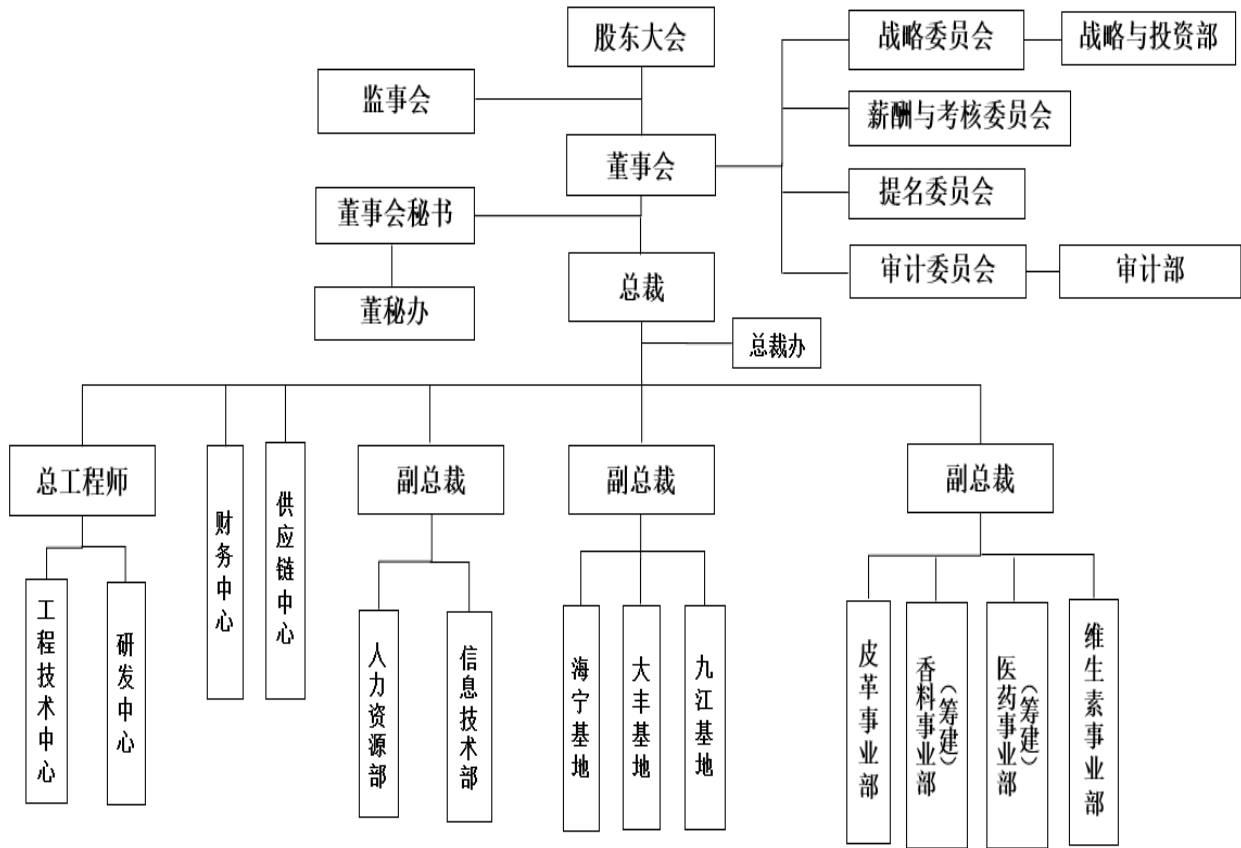 股东大会
战略委员会
战略与投资部
监事会
薪酬与考核委员会
董事会
提名委员会
董事会秘书
审计委员会
审计部
总裁
董秘办
总裁办
总工程师
财务中心
供应链中心
副总裁
副总裁
副总裁
工程技术中心
研发中心
人力资源部
信息技术部
海宁基地
大丰基地
九江基地
皮革事业部
香料事业部
（筹建）
医药事业部
（筹建）
维生素事业部